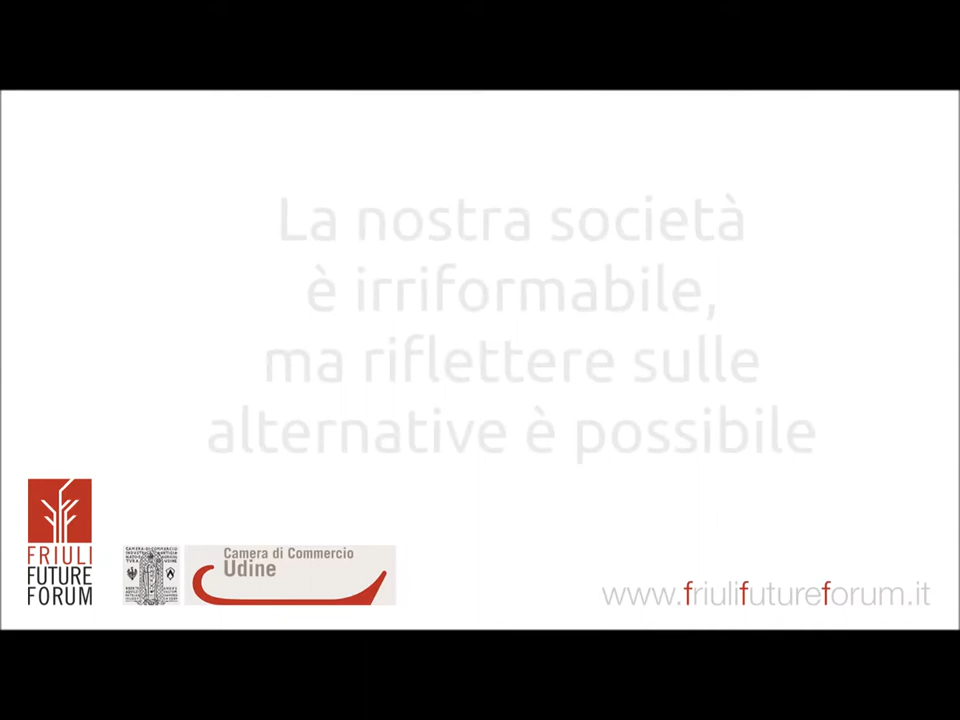 La nostra società
è irriformabile,
ma riflettere sulle
alternative è possibile
FRIULI
FUTURE
FORUM
Camera di Commercio
Udine
www.friulifutureforum.it